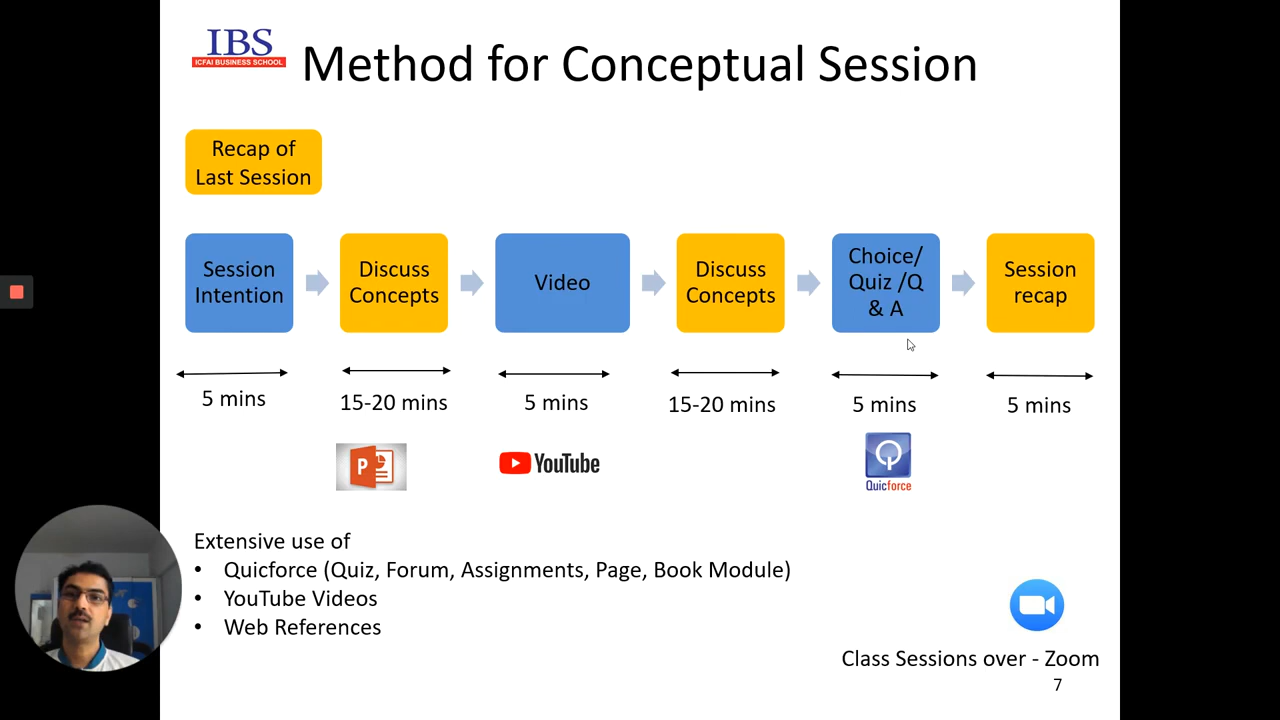 IBS
ICFAI BUSINESS SCHOOL
Method for Conceptual Session
Recap of
Last Session
Session
Intention
Discuss
Concepts
Video
Discuss
Concepts
Choice/
Quiz /Q
& A
Session
recap
5 mins
15-20 mins
5 mins
15-20 mins
5 mins
5 mins
P
YouTube
Quicforce
Extensive use of
• Quicforce (Quiz, Forum, Assignments, Page, Book Module)
• YouTube Videos
• Web References
Class Sessions over - Zoom
7